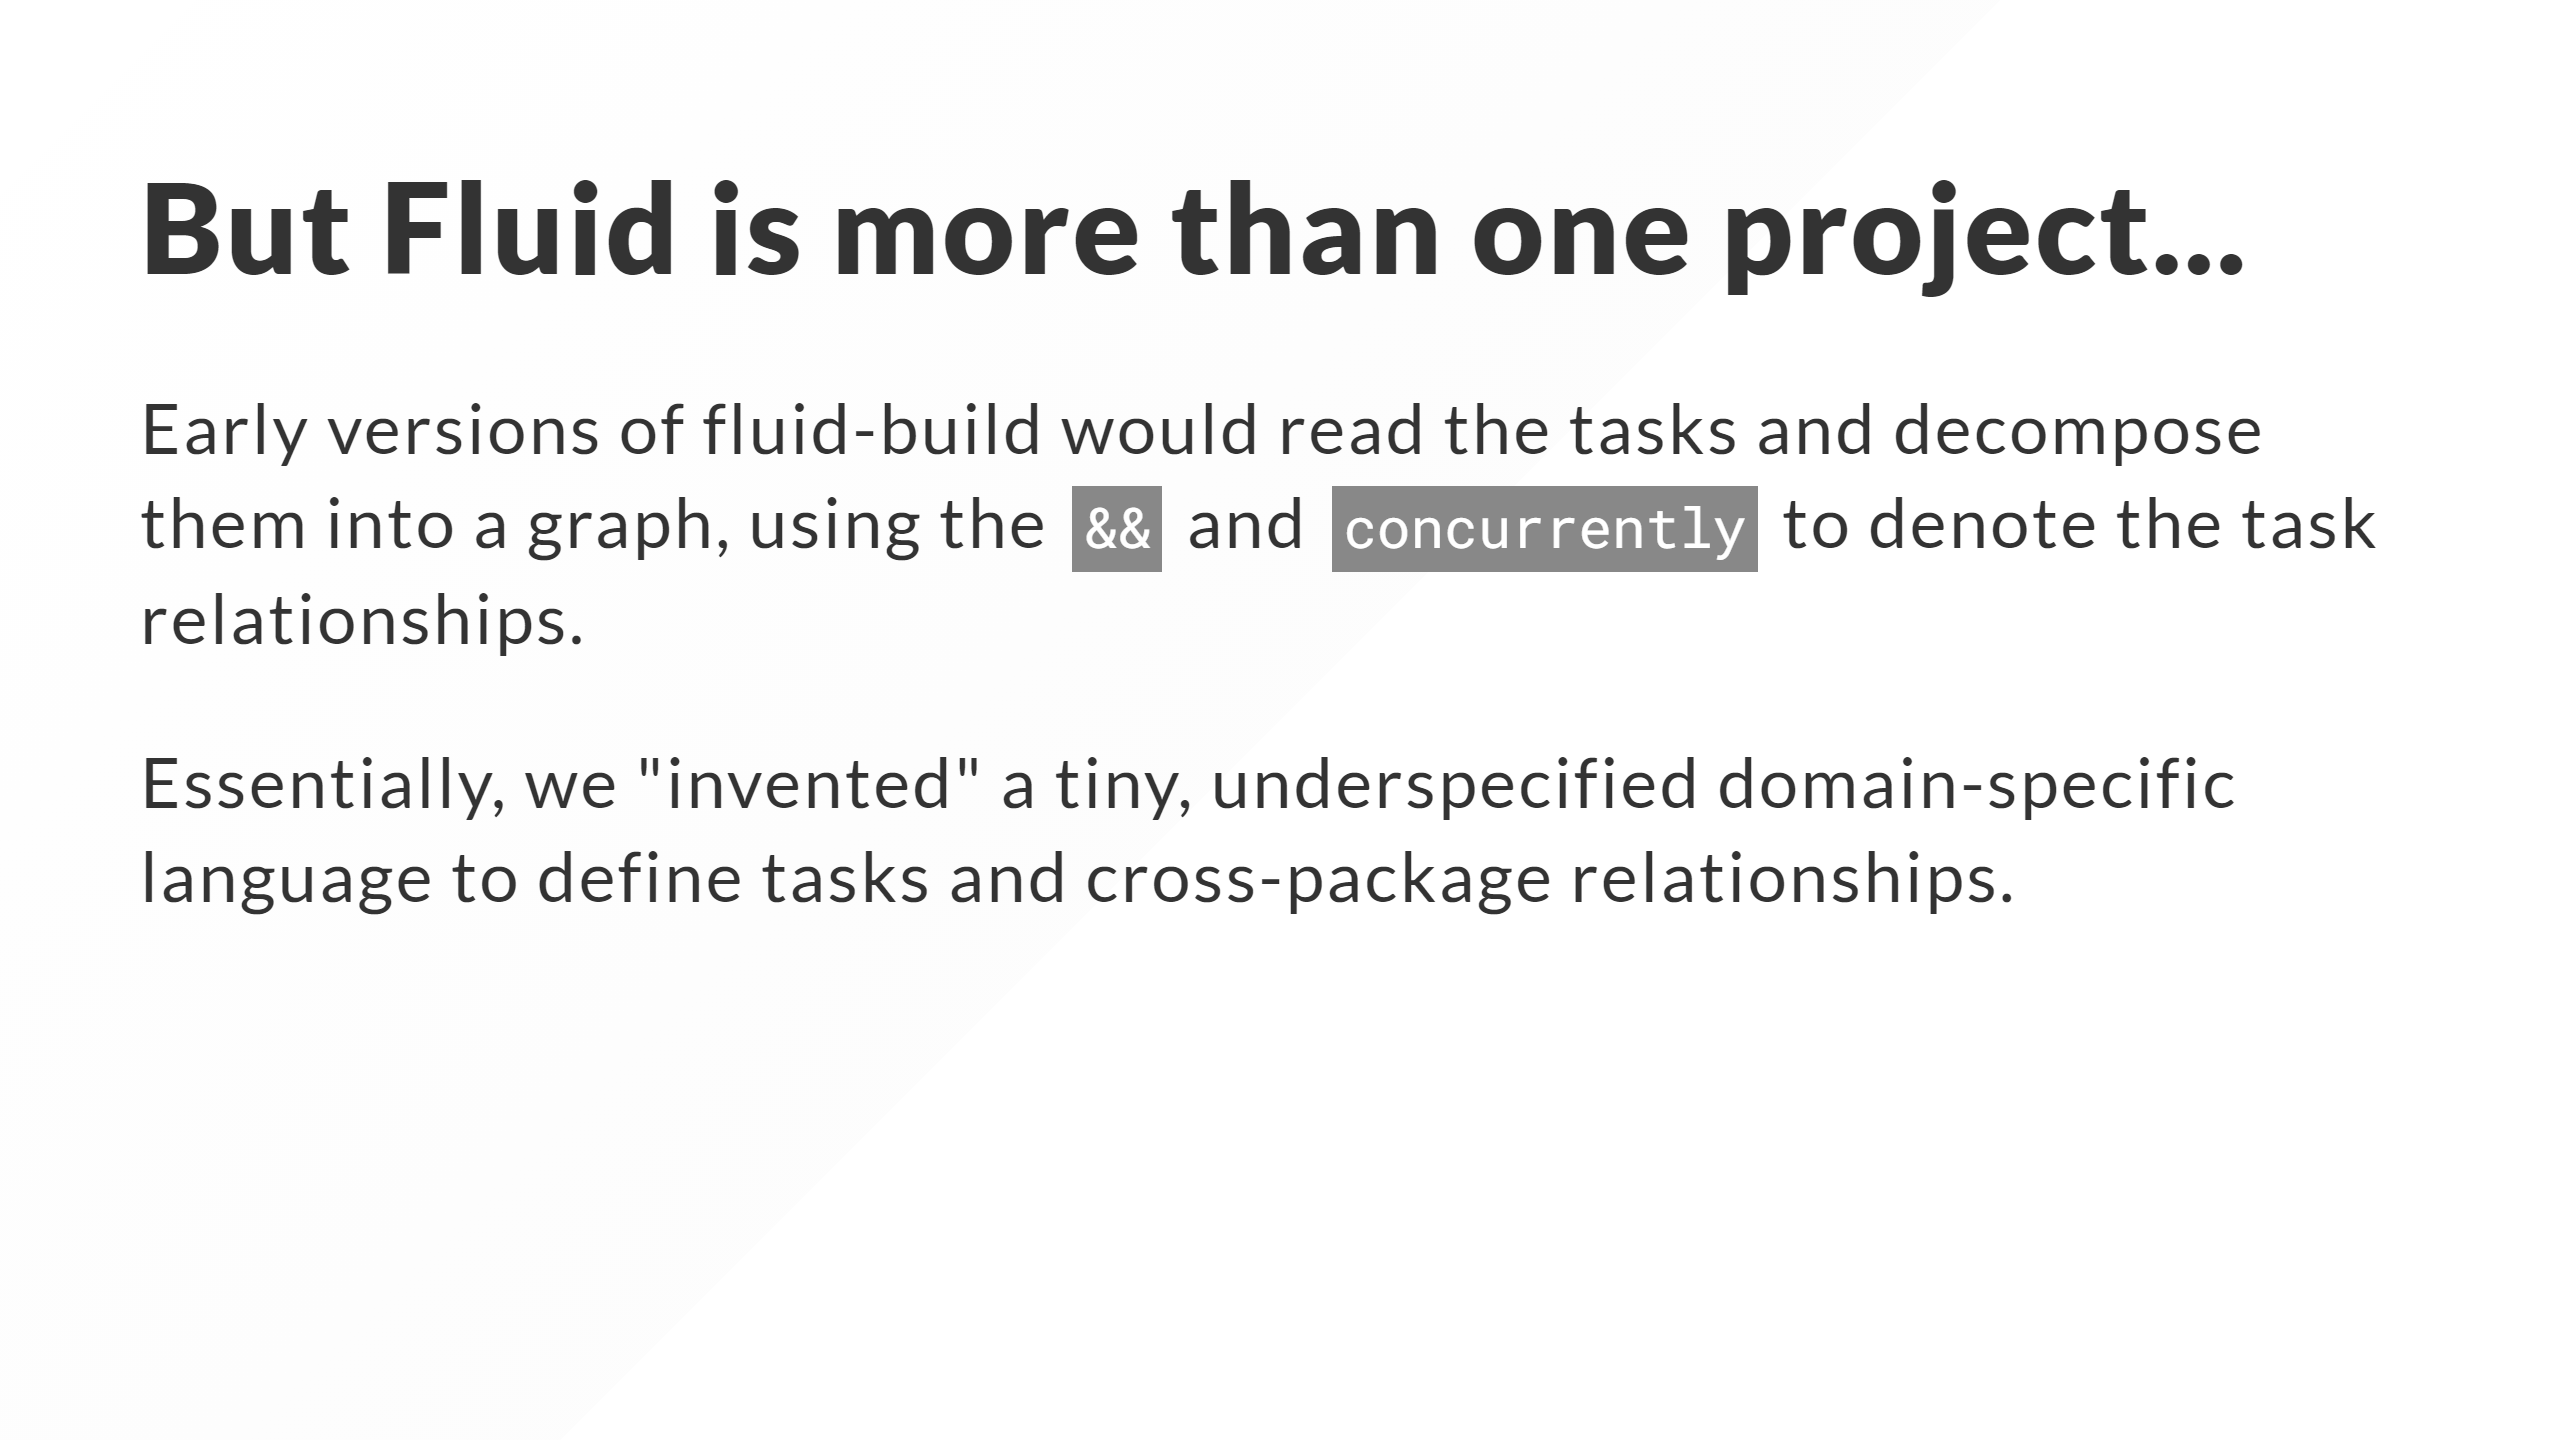 But Fluid is more than one project...
Early versions of fluid-build would read the tasks and decompose
them into a graph, using the && and concurrently to denote the task
relationships.
Essentially, we "invented" a tiny, underspecified domain-specific
language to define tasks and cross-package relationships.